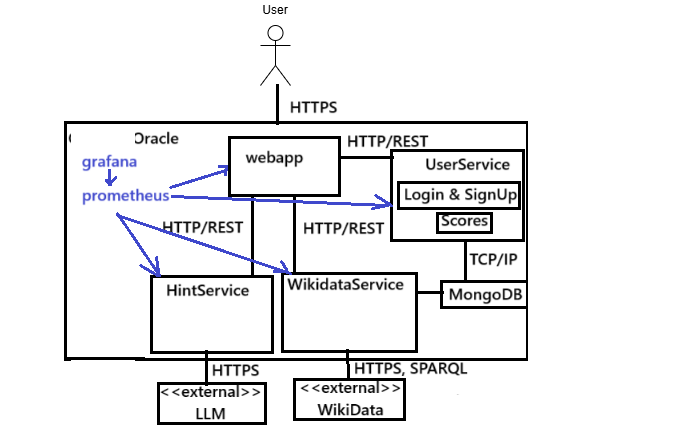 User
HTTPS
Oracle
grafana
webapp
HTTP/REST
UserService
prometheus
Login & SignUp
Scores
HTTP/REST
HTTP/REST
TCP/IP
HintService
WikidataService
MongoDB
HTTPS
HTTPS, SPARQL
<<external>>
LLM
<<external>>
WikiData